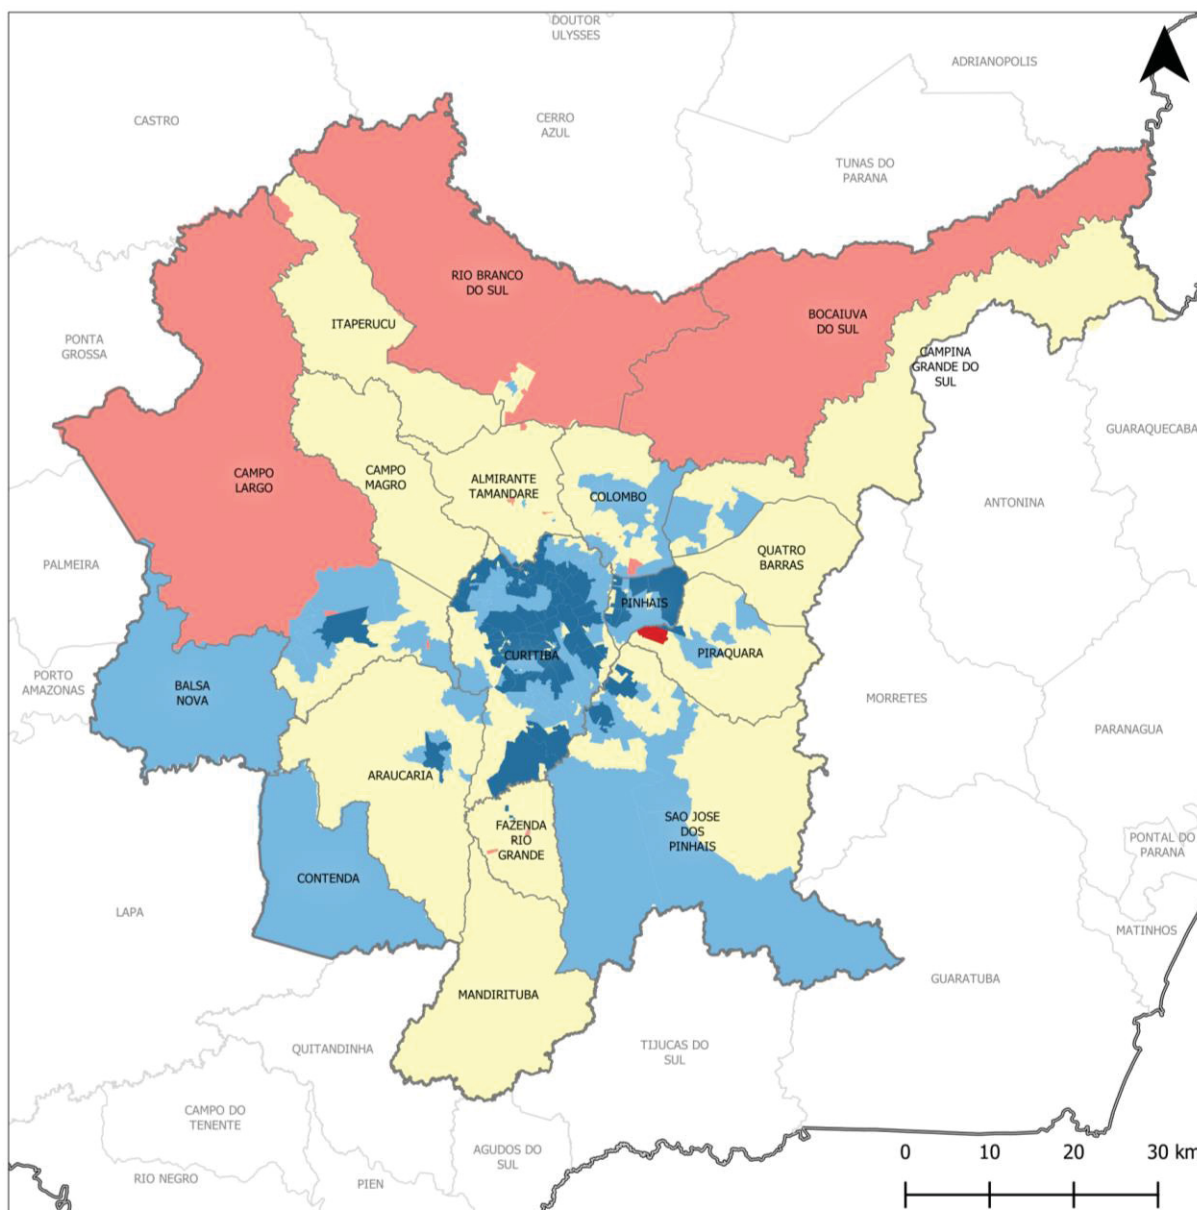 DOUTOR
ULYSSES
ADRIANOPOLIS
CASTRO
CERRO
AZUL
TUNAS DO
PARANA
RIO BRANCO
DO SUL
BOCAIUVA
DO SUL
ITAPERUCU
PONTA
GROSSA
CAMPINA
GRANDE DO
SUL
GUARAQUECABA
CAMPO
LARGO
CAMPO
MAGRO
ALMIRANTE
TAMANDARE
COLOMBO
ANTONINA
PALMEIRA
QUATRO
BARRAS
PINHAIS
CURITIBA
PIRAQUARA
PORTO
AMAZONAS
BALSA
NOVA
MORRETES
PARANAGUA
ARAUCARIA
SAO JOSE
DOS
PINHAIS
FAZENDA
RIO
GRANDE
PONTAL DO
PARANA
CONTENDA
LAPA
MATINHOS
GUARATUBA
MANDIRITUBA
QUITANDINHA
TIJUCAS DO
SUL
CAMPO DO
TENENTE
AGUDOS DO
SUL
RIO NEGRO
PIEN
0 10 20 30 km